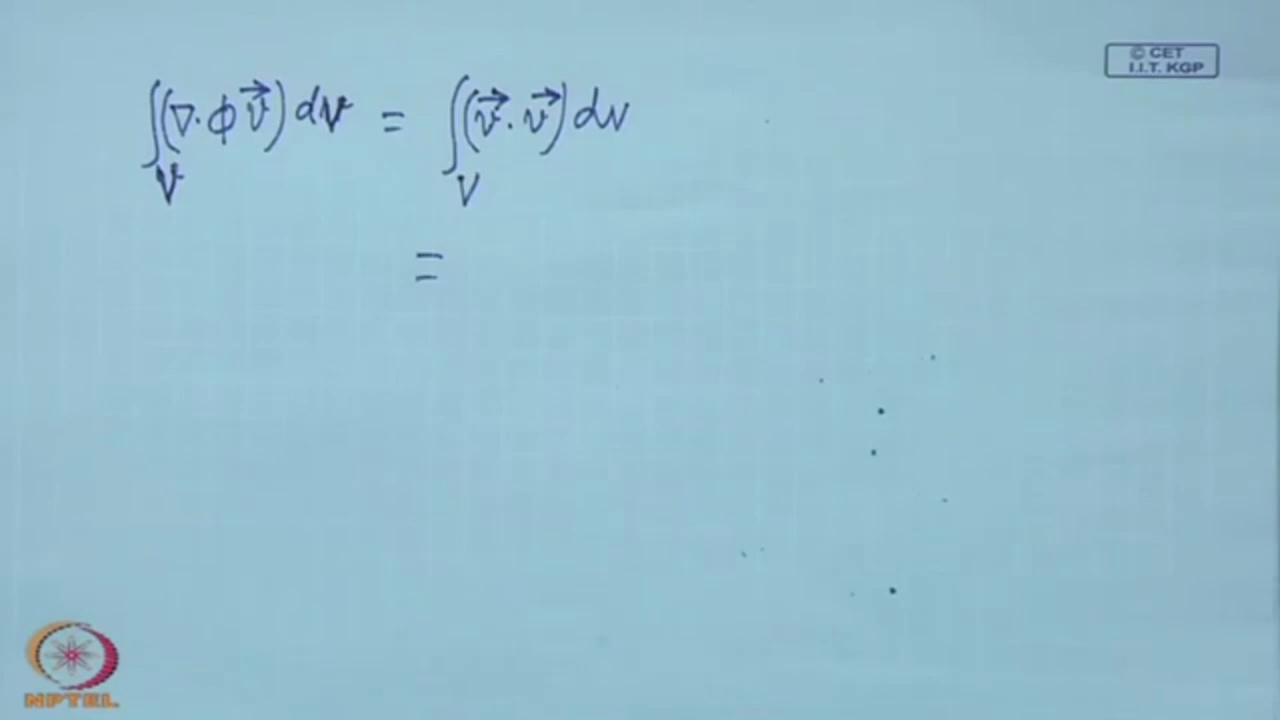 © CET
I.I.T. KGP
∫_V (∇·φ v⃗) dv = ∫_V (v⃗ · v⃗) dv
=
NPTEL